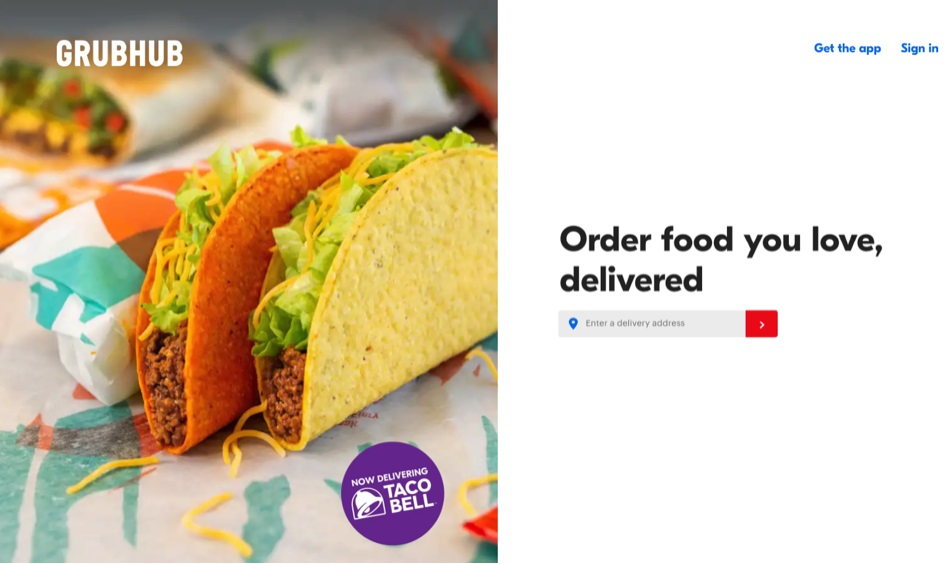 GRUBHUB
Get the app Sign in
Order food you love,
delivered
Enter a delivery address
NOW DELIVERING
TACO
BELL